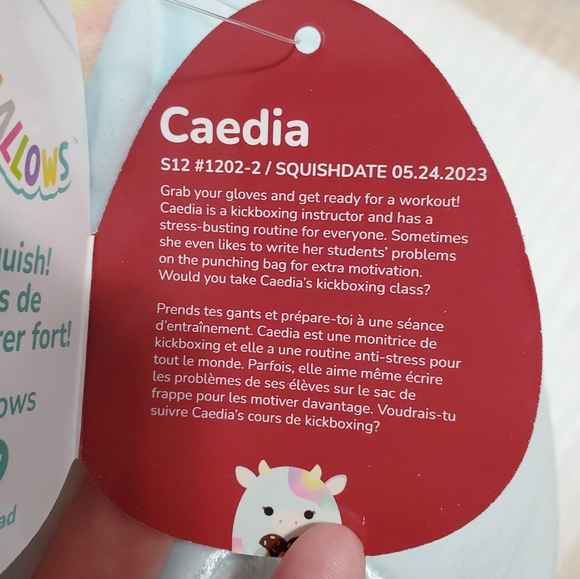 ALLOWS
uish!
s de
rer fort!
ows
ad
Caedia
S12 #1202-2 / SQUISHDATE 05.24.2023
Grab your gloves and get ready for a workout!
Caedia is a kickboxing instructor and has a
stress-busting routine for everyone. Sometimes
she even likes to write her students' problems
on the punching bag for extra motivation.
Would you take Caedia's kickboxing class?
Prends tes gants et prépare-toi à une séance
d'entraînement. Caedia est une monitrice de
kickboxing et elle a une routine anti-stress pour
tout le monde. Parfois, elle aime même écrire
les problèmes de ses élèves sur le sac de
frappe pour les motiver davantage. Voudrais-tu
suivre Caedia's cours de kickboxing?